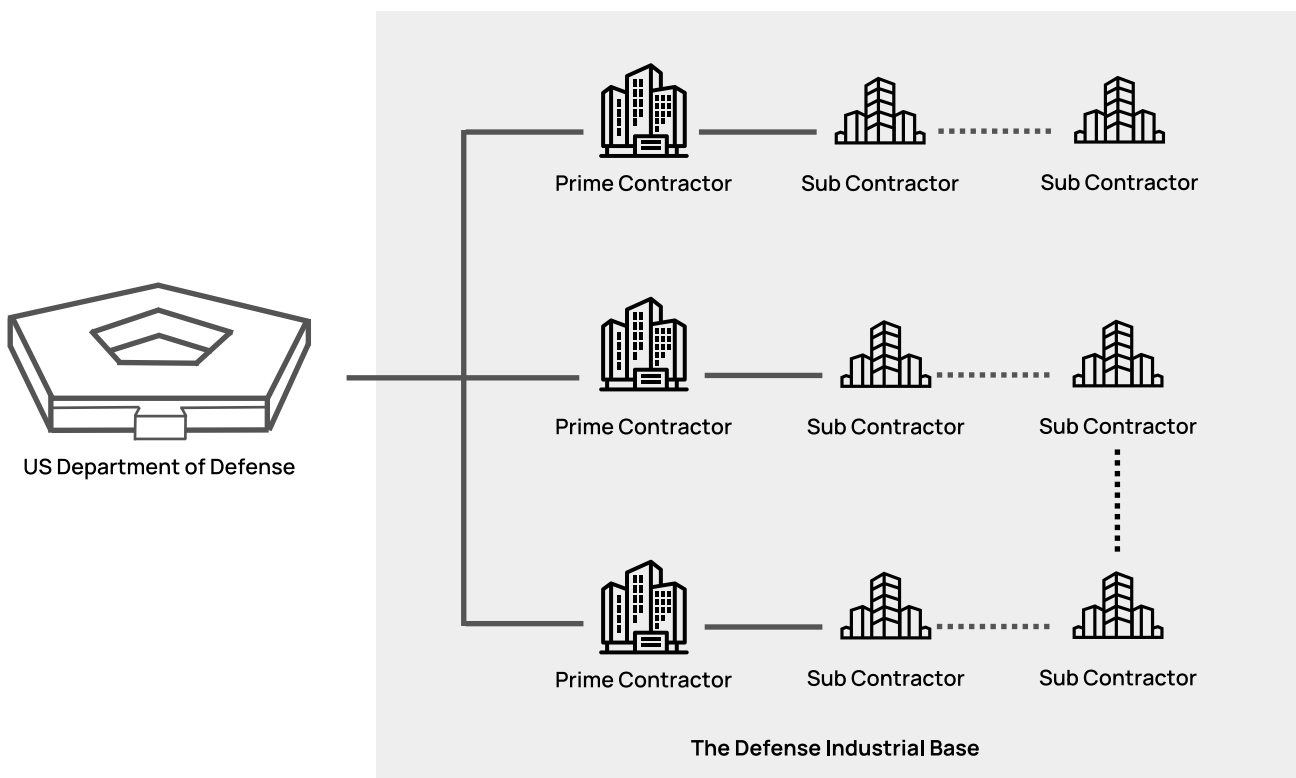 Prime Contractor
Sub Contractor
Sub Contractor
US Department of Defense
Prime Contractor
Sub Contractor
Sub Contractor
Prime Contractor
Sub Contractor
Sub Contractor
The Defense Industrial Base